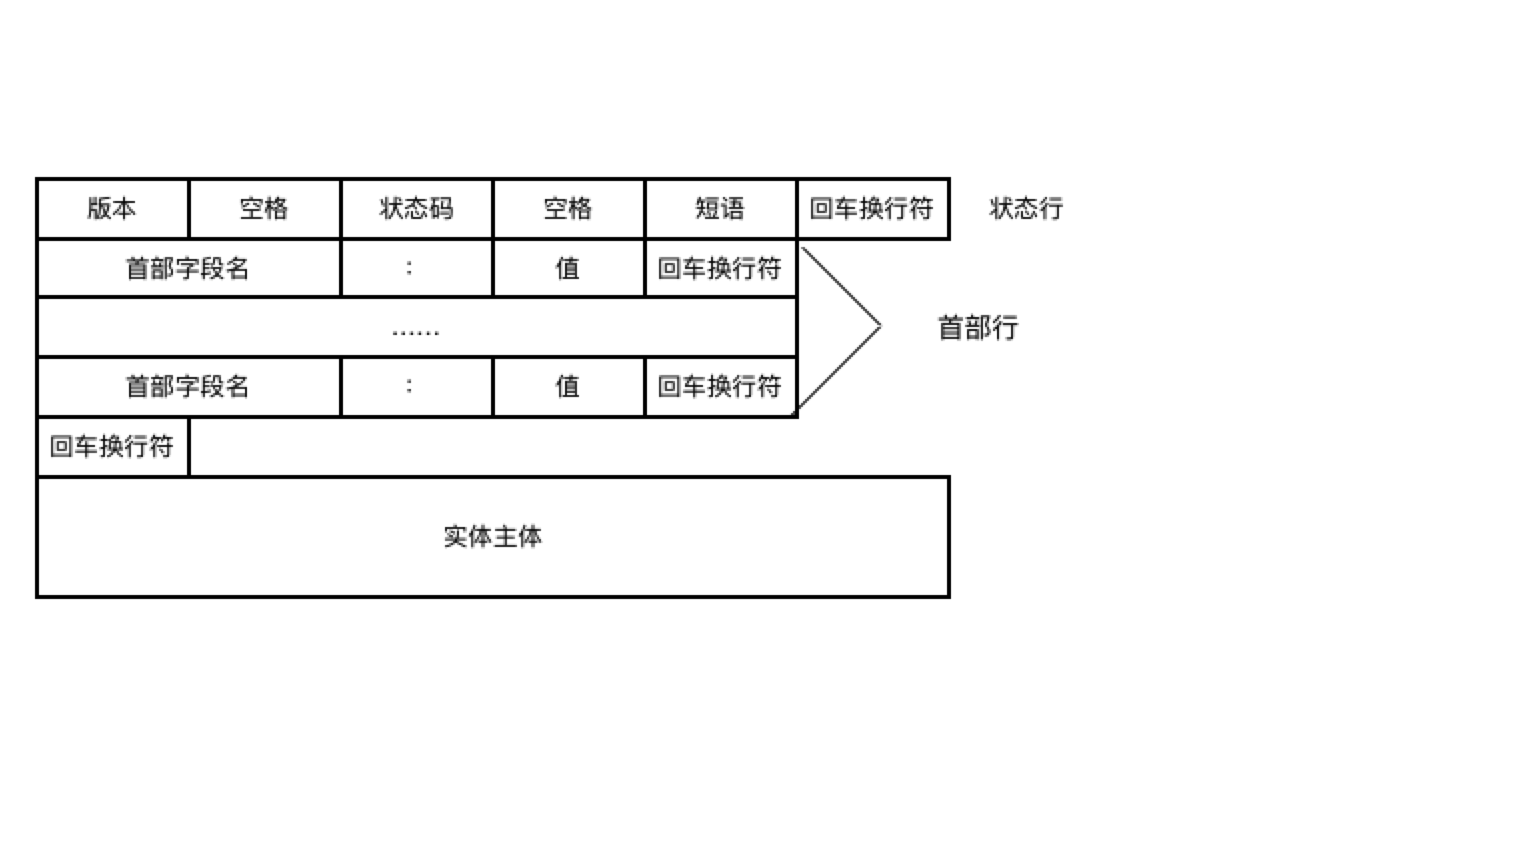 版本 空格 状态码 空格 短语 回车换行符 状态行
首部字段名 : 值 回车换行符
...... 首部行
首部字段名 : 值 回车换行符
回车换行符
实体主体